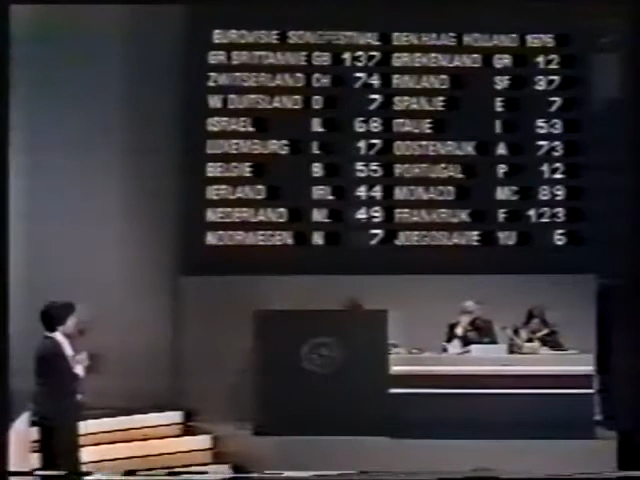 EUROVISIE SONGFESTIVAL DEN HAAG HOLLAND 1976
GR. BRITTANNIE GB 137 GRIEKENLAND GR 12
ZWITSERLAND CH 74 FINLAND SF 37
W DUITSLAND D 7 SPANJE E 7
ISRAEL IL 68 ITALIE I 53
LUXEMBURG L 17 OOSTENRIJK A 73
BELGIE B 55 PORTUGAL P 12
IERLAND IRL 44 MONACO MC 89
NEDERLAND NL 49 FRANKRIJK F 123
NOORWEGEN N 7 JOEGOSLAVIE YU 6